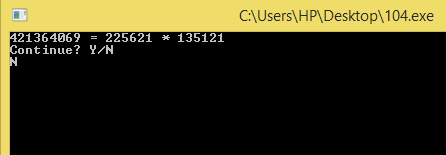 C:\Users\HP\Desktop\104.exe
421364069 = 225621 * 135121
Continue? Y/N
N